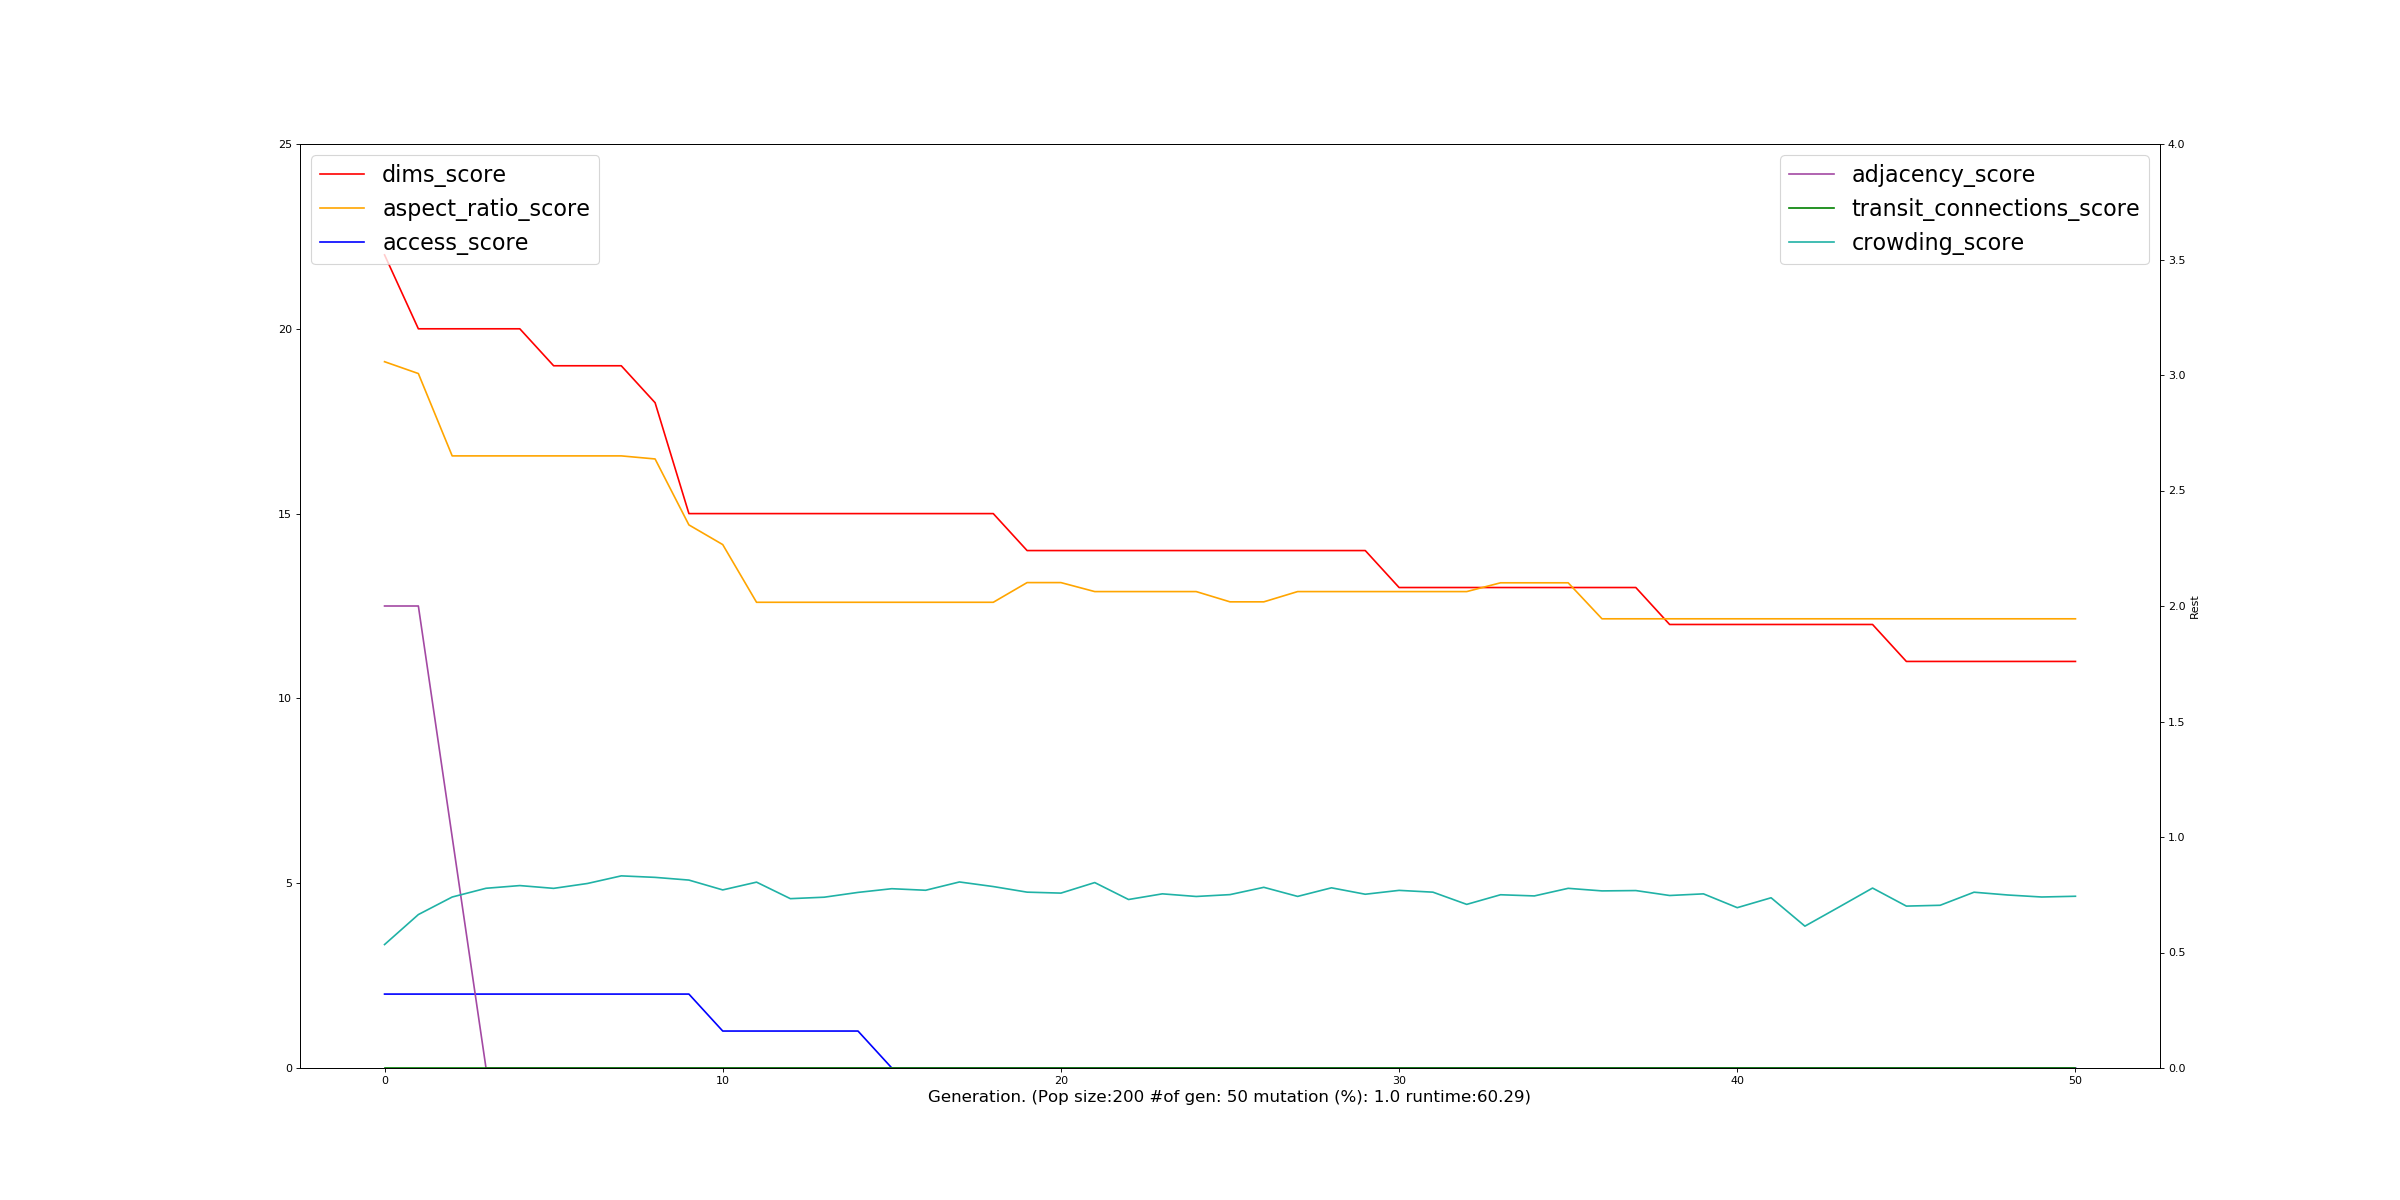 dims_score
aspect_ratio_score
access_score
adjacency_score
transit_connections_score
crowding_score
25
20
15
10
5
0
4.0
3.5
3.0
2.5
2.0
1.5
1.0
0.5
0.0
Rest
0 10 20 30 40 50
Generation. (Pop size:200 #of gen: 50 mutation (%): 1.0 runtime:60.29)